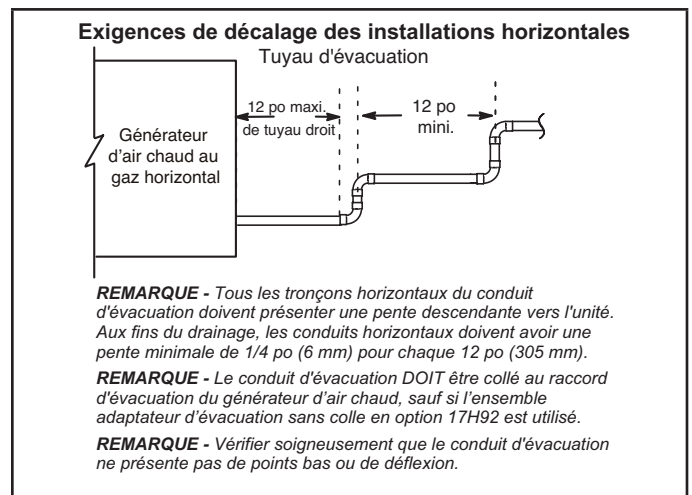 Exigences de décalage des installations horizontales
Tuyau d'évacuation
12 po maxi.
de tuyau droit
12 po
mini.
Générateur
d'air chaud au
gaz horizontal
REMARQUE - Tous les tronçons horizontaux du conduit
d'évacuation doivent présenter une pente descendante vers l'unité.
Aux fins du drainage, les conduits horizontaux doivent avoir une
pente minimale de 1/4 po (6 mm) pour chaque 12 po (305 mm).
REMARQUE - Le conduit d'évacuation DOIT être collé au raccord
d'évacuation du générateur d'air chaud, sauf si l'ensemble
adaptateur d'évacuation sans colle en option 17H92 est utilisé.
REMARQUE - Vérifier soigneusement que le conduit d'évacuation
ne présente pas de points bas ou de déflexion.